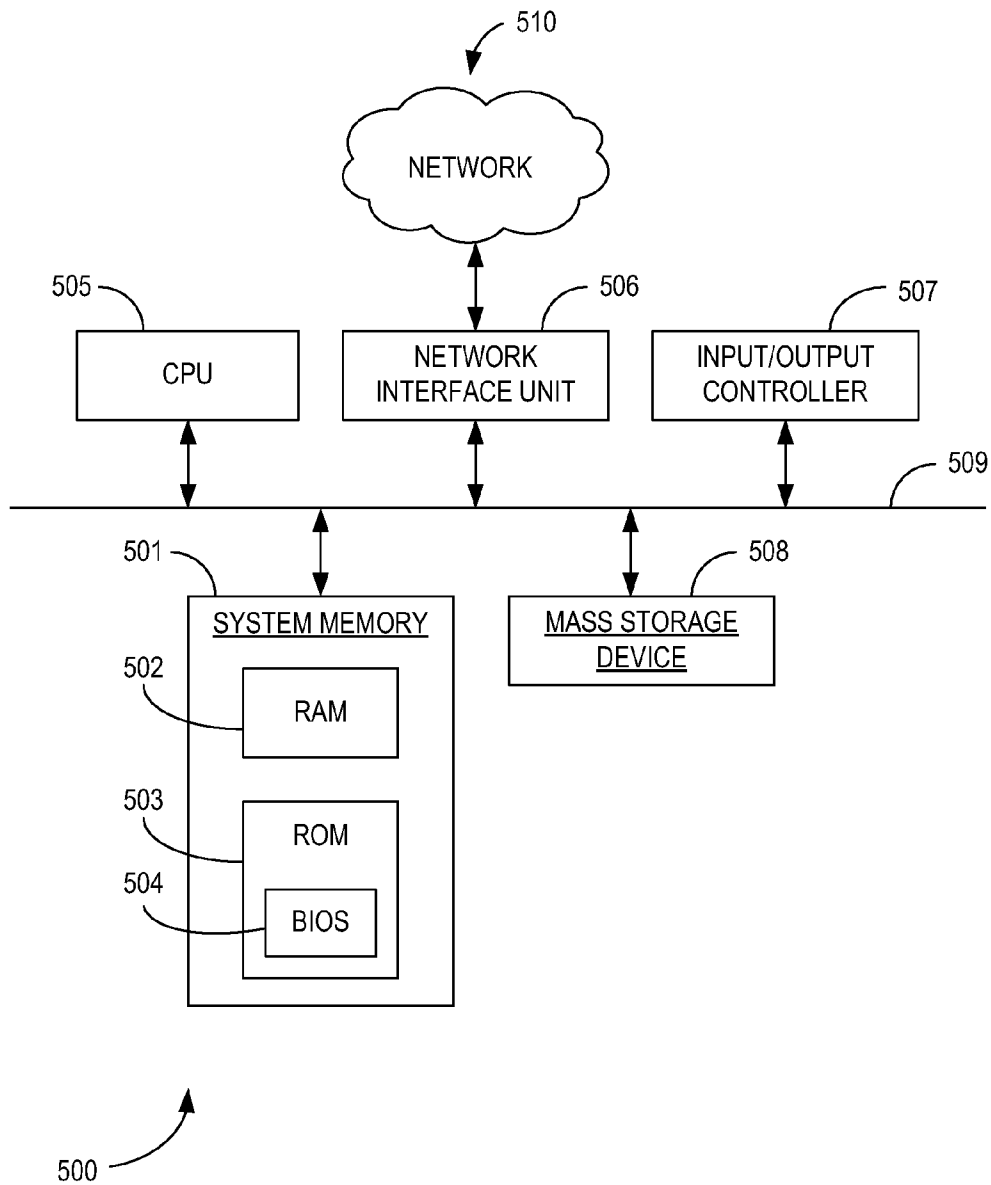 510
NETWORK
505
506
507
CPU
NETWORK
INTERFACE UNIT
INPUT/OUTPUT
CONTROLLER
509
501
508
SYSTEM MEMORY
MASS STORAGE
DEVICE
502
RAM
503
ROM
504
BIOS
500